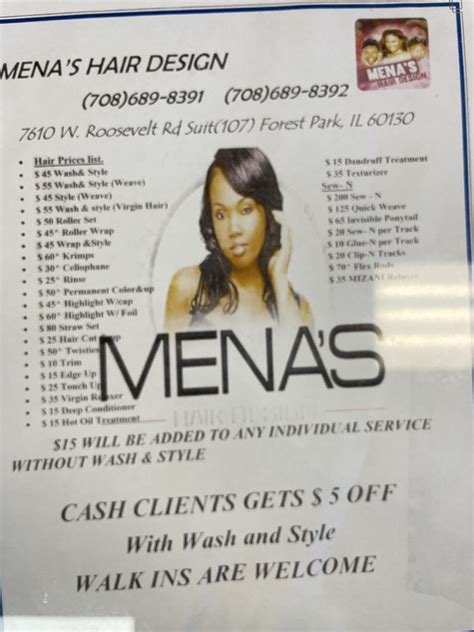 MENA'S HAIR DESIGN
MENA'S
HAIR DESIGN
(708)689-8391 (708)689-8392
7610 W. Roosevelt Rd Suit(107) Forest Park, IL 60130
Hair Prices list.
$ 45 Wash& Style
$ 55 Wash& Style (Weave)
$ 45 Style (Weave)
$ 55 Wash & style (Virgin Hair)
$ 50 Roller Set
$ 45^ Roller Wrap
$ 45 Wrap &Style
$ 60^ Krimps
$ 30^ Cellophane
$ 25^ Rinse
$ 50^ Permanent Color&up
$ 45^ Highlight W/cap
$ 60^ Highlight W/ Foil
$ 80 Straw Set
$ 25 Hair Cut
$ 50^ Twisties
$ 10 Trim
$ 15 Edge Up
$ 25 Touch
$ 35 Virgin
$ 15 Deep Conditioner
$ 15 Hot Oil Treatment
$ 15 Dandruff Treatment
$ 35 Texturizer
Sew- N
$ 200 Sew - N
$ 125 Quick Weave
$ 65 Invisible Ponytail
$ 20 Sew- N per Track
$ 10 Glue-N per Track
$ 20 Clip-N Tracks
$ 70^ Flex Rods
$ 35 MIZANI
MENA'S
$15 WILL BE ADDED TO ANY INDIVIDUAL SERVICE
WITHOUT WASH & STYLE
CASH CLIENTS GETS $ 5 OFF
With Wash and Style
WALK INS ARE WELCOME